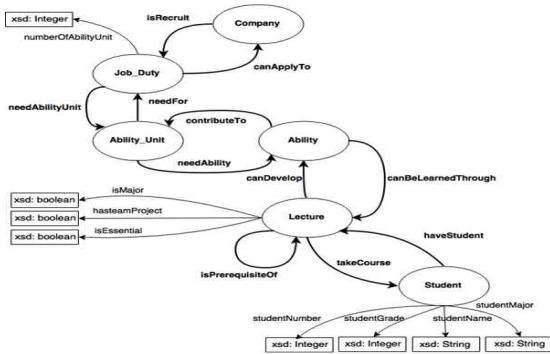 xsd: Integer
isRecruit
Company
numberOfAbilityUnit
Job_Duty
canApplyTo
needAbilityUnit
needFor
contributeTo
Ability_Unit
Ability
needAbility
canDevelop
canBeLearnedThrough
isMajor
xsd: boolean
hasteamProject
xsd: boolean
Lecture
isEssential
xsd: boolean
haveStudent
isPrerequisiteOf
takeCourse
Student
studentMajor
studentNumber
studentGrade
studentName
xsd: Integer
xsd: Integer
xsd: String
xsd: String